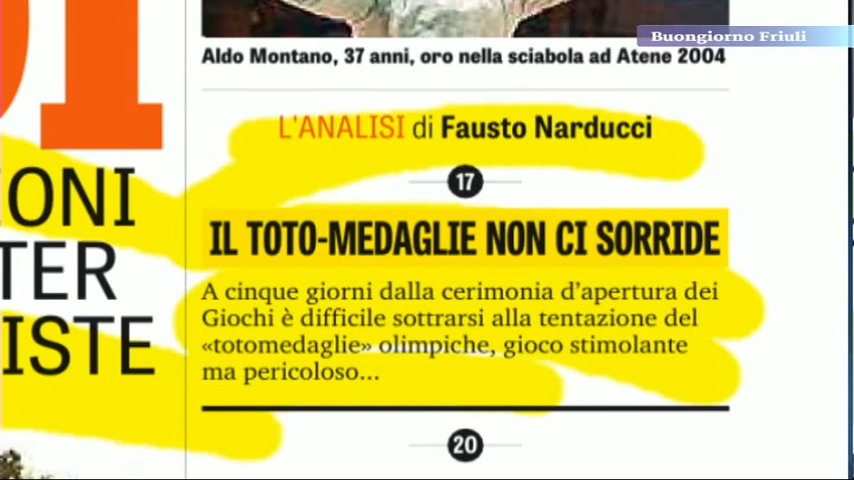 Buongiorno Friuli
Aldo Montano, 37 anni, oro nella sciabola ad Atene 2004
L'ANALISI di Fausto Narducci
17
IL TOTO-MEDAGLIE NON CI SORRIDE
A cinque giorni dalla cerimonia d'apertura dei
Giochi è difficile sottrarsi alla tentazione del
«totomedaglie» olimpiche, gioco stimolante
ma pericoloso...
20
ONI
TER
ISTE